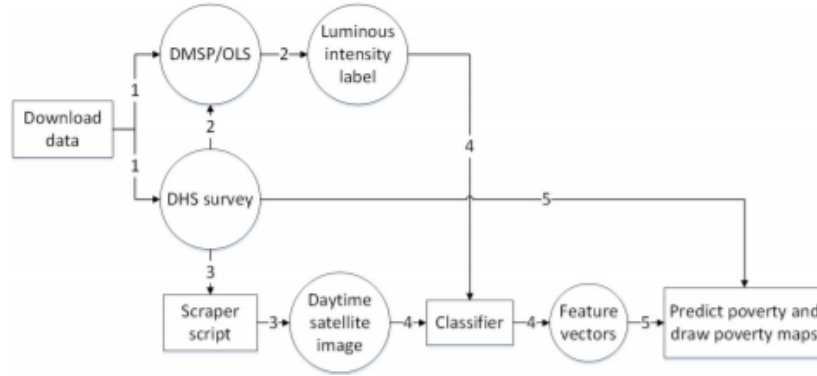 DMSP/OLS
2
Luminous
intensity
label
1
Download
data
2
1
4
DHS survey
5
3
Scraper
script
3
Daytime
satellite
image
4
Classifier
4
Feature
vectors
5
Predict poverty and
draw poverty maps